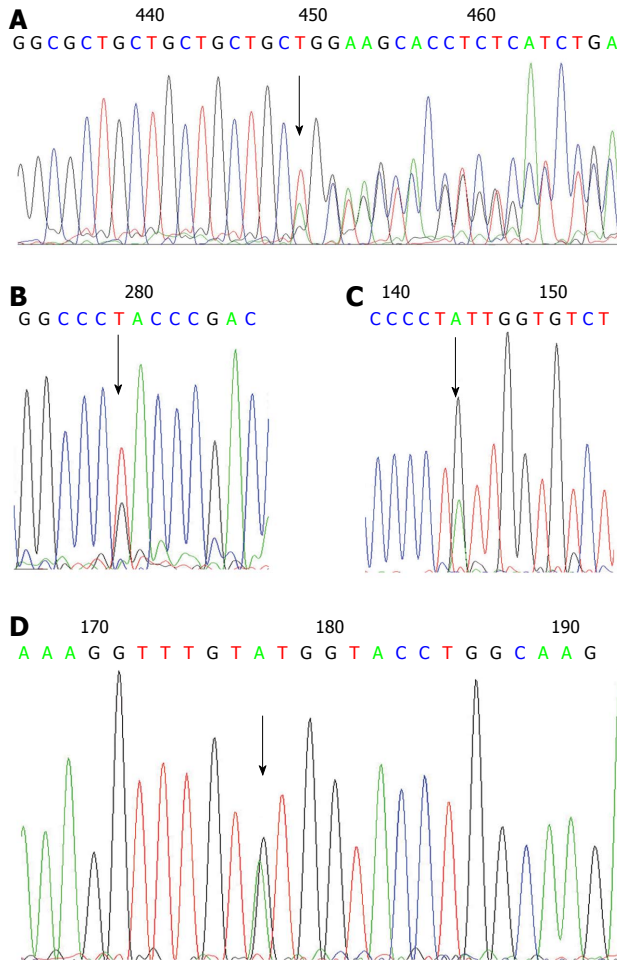 A
440 450 460
GGCGCTGCTGCTGCTGCTGGAAGCACCTCTCATCTGA
B
280
GGCCCTACCCGAC
C
140 150
CCCCTATTGGTGTCT
D
170 180 190
AAAGGTTTGTATGGTACCTGGCAAG